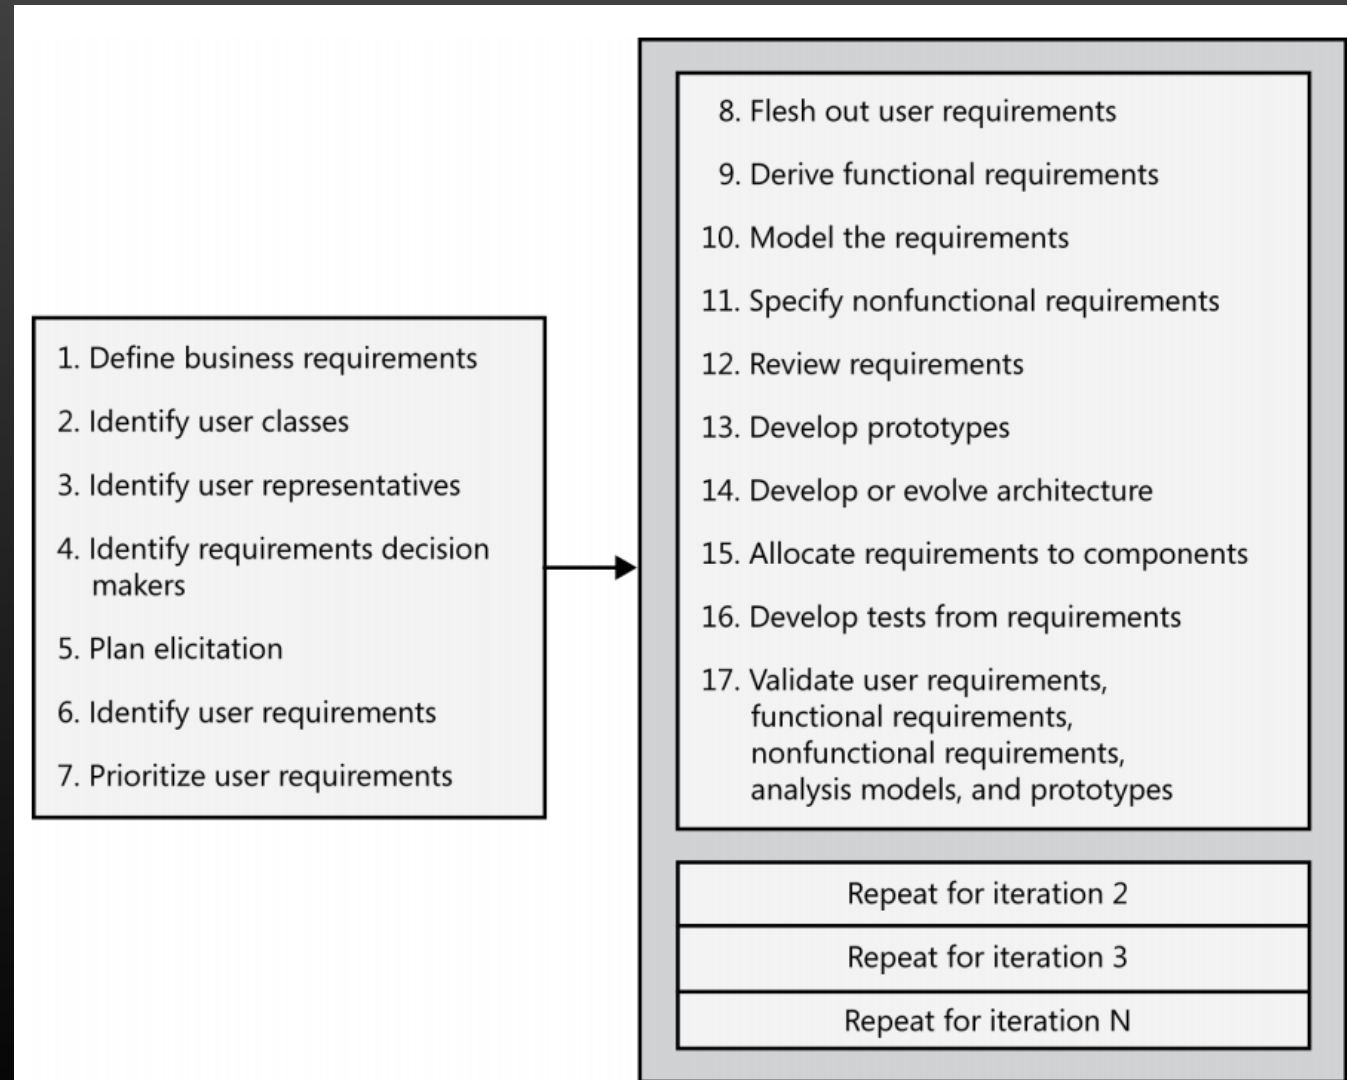 1. Define business requirements
2. Identify user classes
3. Identify user representatives
4. Identify requirements decision
makers
5. Plan elicitation
6. Identify user requirements
7. Prioritize user requirements
8. Flesh out user requirements
9. Derive functional requirements
10. Model the requirements
11. Specify nonfunctional requirements
12. Review requirements
13. Develop prototypes
14. Develop or evolve architecture
15. Allocate requirements to components
16. Develop tests from requirements
17. Validate user requirements,
functional requirements,
nonfunctional requirements,
analysis models, and prototypes
Repeat for iteration 2
Repeat for iteration 3
Repeat for iteration N